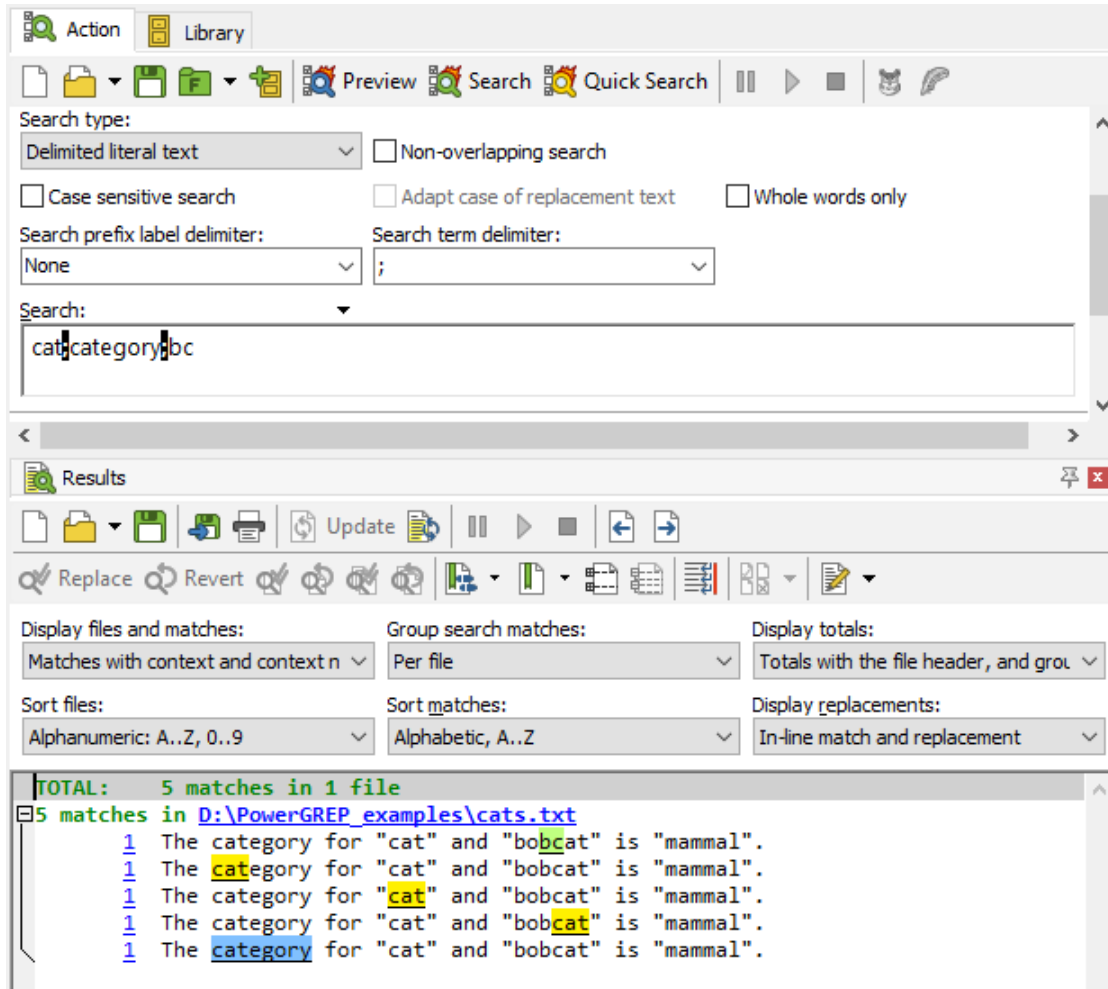 Action Library
Preview Search Quick Search
Search type:
Delimited literal text Non-overlapping search
Case sensitive search Adapt case of replacement text Whole words only
Search prefix label delimiter: Search term delimiter:
None ;
Search:
cat;category;bc
Results
Update
Replace Revert
Display files and matches: Group search matches: Display totals:
Matches with context and context n Per file Totals with the file header, and grou
Sort files: Sort matches: Display replacements:
Alphanumeric: A..Z, 0..9 Alphabetic, A..Z In-line match and replacement
TOTAL: 5 matches in 1 file
5 matches in D:\PowerGREP_examples\cats.txt
1 The category for "cat" and "bobcat" is "mammal".
1 The category for "cat" and "bobcat" is "mammal".
1 The category for "cat" and "bobcat" is "mammal".
1 The category for "cat" and "bobcat" is "mammal".
1 The category for "cat" and "bobcat" is "mammal".